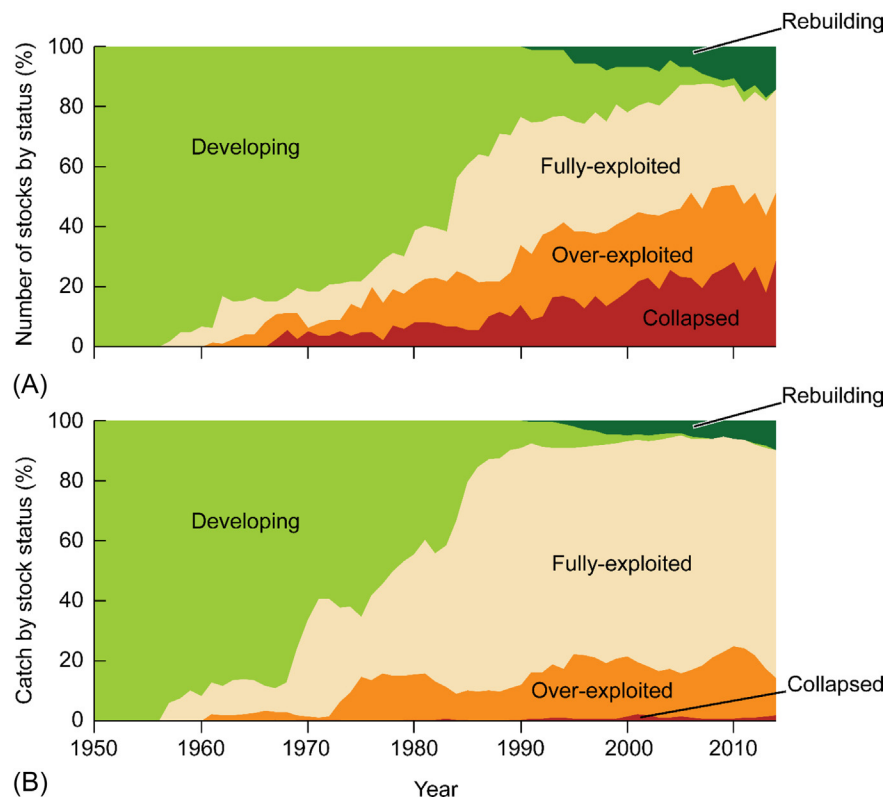 Rebuilding
100
80
60
40
20
0
Number of stocks by status (%)
Developing
Fully-exploited
Over-exploited
Collapsed
(A)
Rebuilding
100
80
60
40
20
0
Catch by stock status (%)
Developing
Fully-exploited
Over-exploited
Collapsed
1950 1960 1970 1980 1990 2000 2010
(B)
Year